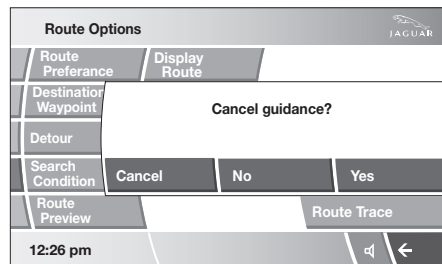 Route Options
JAGUAR
Route
Preferance
Display
Route
Destination
Waypoint
Cancel guidance?
Detour
Search
Condition
Cancel
No
Yes
Route
Preview
Route Trace
12:26 pm